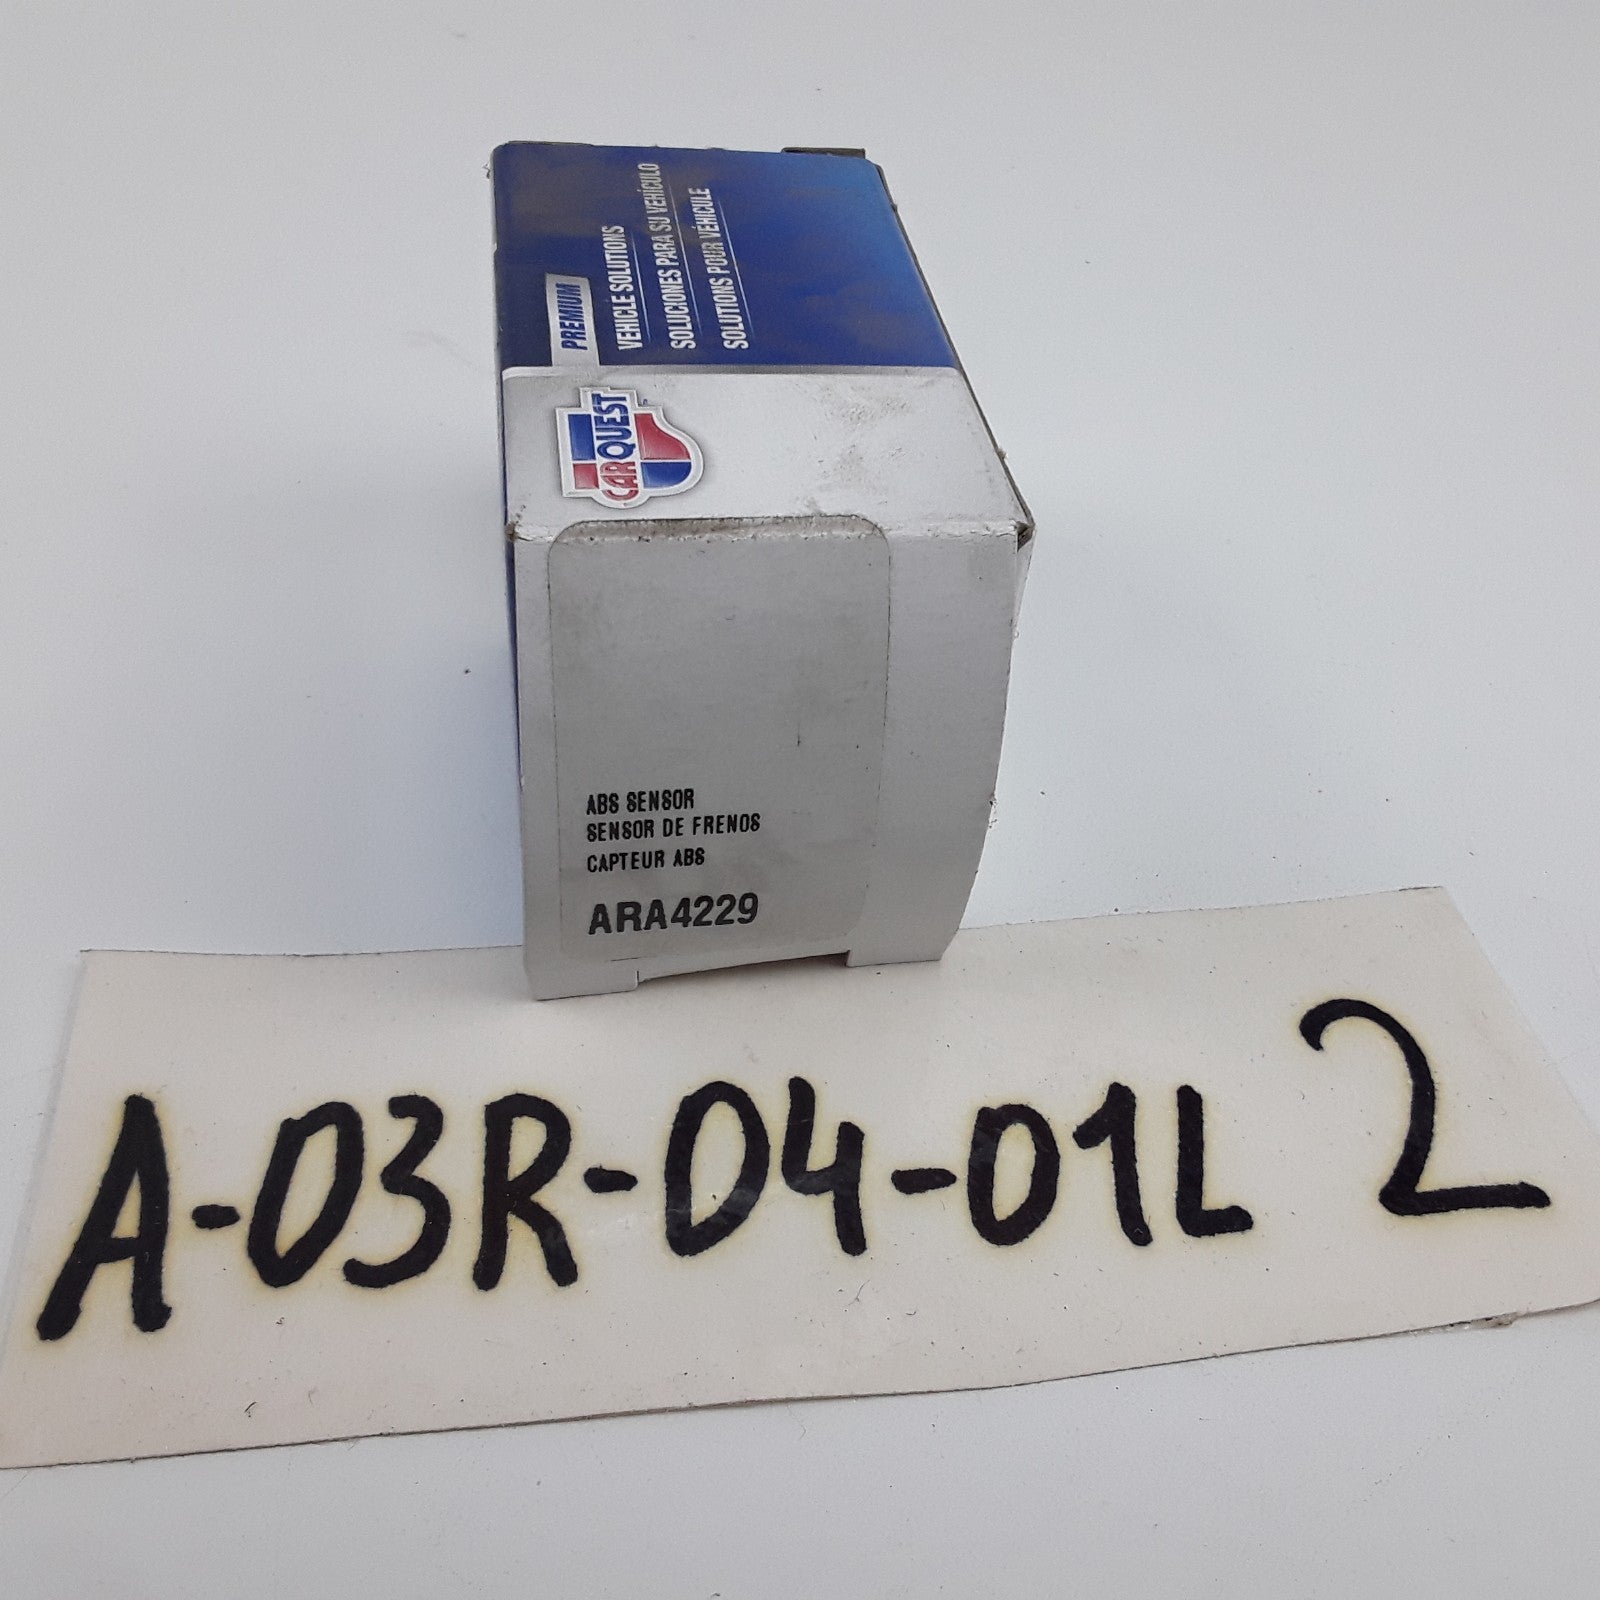 PREMIUM
VEHICLE SOLUTIONS
SOLUCIONES PARA SU VEHÍCULO
SOLUTIONS POUR VÉHICULE
CARQUEST
ABS SENSOR
SENSOR DE FRENOS
CAPTEUR ABS
ARA4229
A-03R-04-01L 2